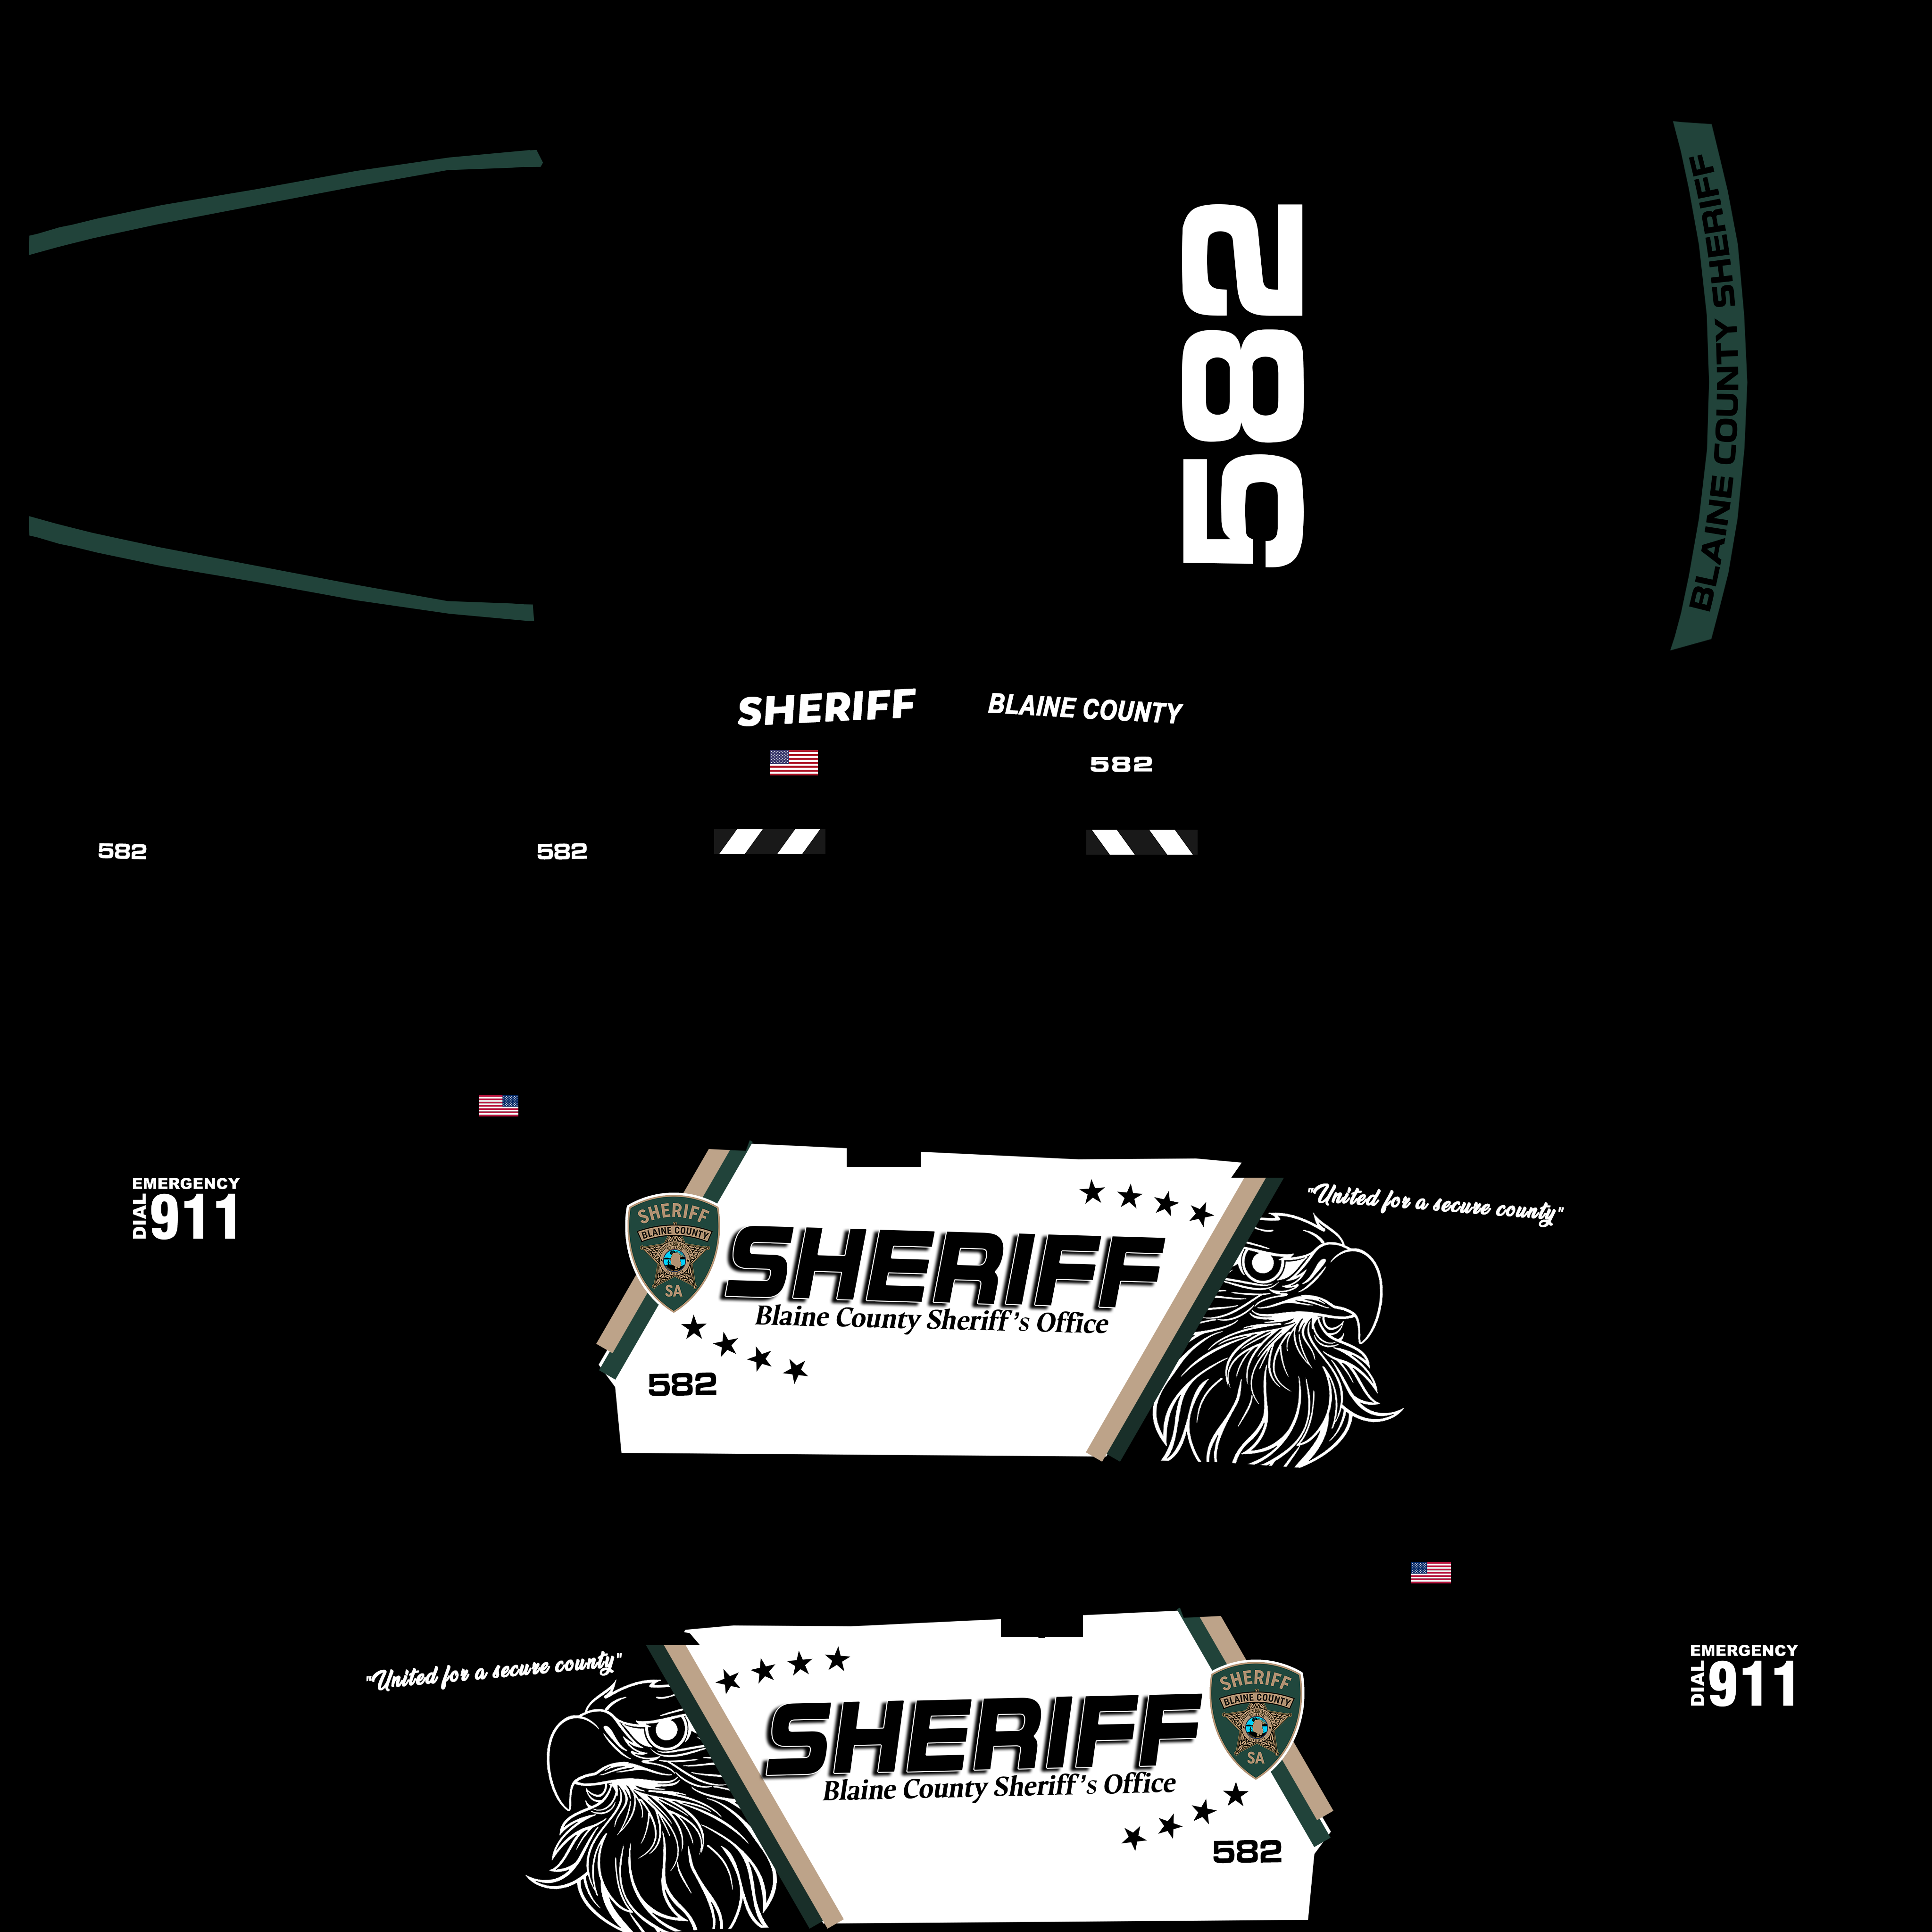 582
BLAINE COUNTY SHERIFF
SHERIFF
BLAINE COUNTY
582
582
582
EMERGENCY
DIAL
911
"United for a secure county"
SHERIFF
BLAINE COUNTY
SA
SHERIFF
Blaine County Sheriff's Office
582
"United for a secure county"
SHERIFF
Blaine County Sheriff's Office
SHERIFF
BLAINE COUNTY
SA
582
EMERGENCY
DIAL
911